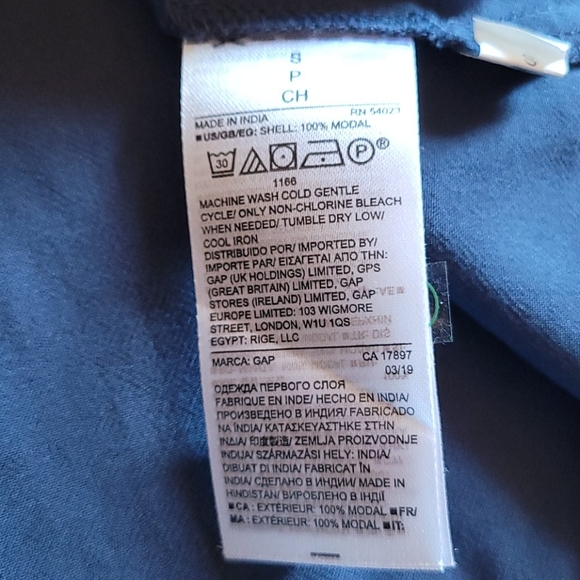 S
P
CH
MADE IN INDIA RN 54023
■US/GB/EG: SHELL: 100% MODAL
30 P®
1166
MACHINE WASH COLD GENTLE
CYCLE/ ONLY NON-CHLORINE BLEACH
WHEN NEEDED/ TUMBLE DRY LOW/
COOL IRON
DISTRIBUIDO POR/ IMPORTED BY/
IMPORTE PAR/ ΕΙΣΑΓΕΤΑΙ ΑΠΟ ΤΗΝ:
GAP (UK HOLDINGS) LIMITED, GPS
(GREAT BRITAIN) LIMITED, GAP
STORES (IRELAND) LIMITED, GAP
EUROPE LIMITED: 103 WIGMORE
STREET, LONDON, W1U 1QS
EGYPT: RIGE, LLC
MARCA: GAP CA 17897
03/19
ОДЕЖДА ПЕРВОГО СЛОЯ
FABRIQUE EN INDE/ HECHO EN INDIA/
ПРОИЗВЕДЕНО В ИНДИЯ/ FABRICADO
NA ÍNDIA/ ΚΑΤΑΣΚΕΥΑΣΤΗΚΕ ΣΤΗΝ
ΙΝΔΙΑ/ 印度製造/ ZEMLJA PROIZVODNJE
INDIJA/ SZÁRMAZÁSI HELY: INDIA/
DIBUAT DI INDIA/ FABRICAT ÎN
INDIA/ СДЕЛАНО В ИНДИИ/ MADE IN
HINDISTAN/ ВИРОБЛЕНО В ІНДІЇ
■CA: EXTÉRIEUR: 100% MODAL ■FR/
MA: EXTÉRIEUR: 100% MODAL ■IT: